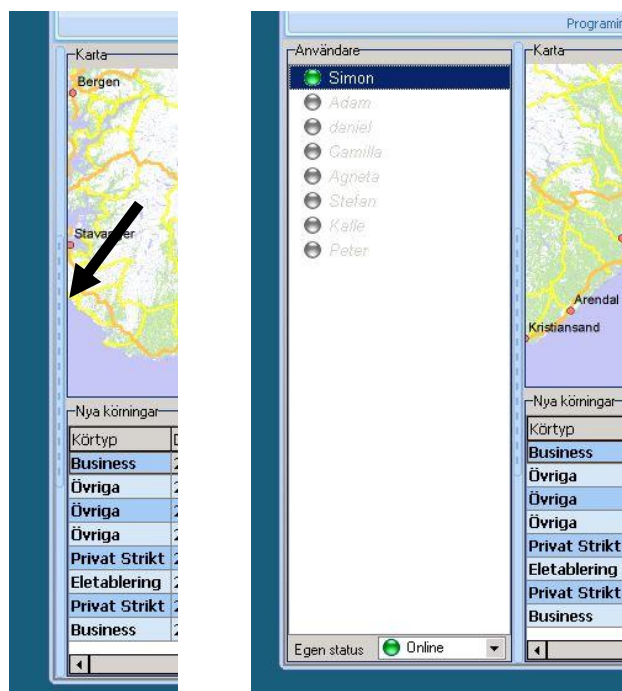 Karta
Bergen
Stavanger
Nya körningar
Körtyp
Business
Övriga
Övriga
Övriga
Privat Strikt
Eletablering
Privat Strikt
Business
Användare
Simon
Adam
daniel
Camilla
Agneta
Stefan
Kalle
Peter
Egen status
Online
Programin
Karta
Arendal
Kristiansand
Nya körningar
Körtyp
Business
Övriga
Övriga
Övriga
Privat Strikt
Eletablering
Privat Strikt
Business